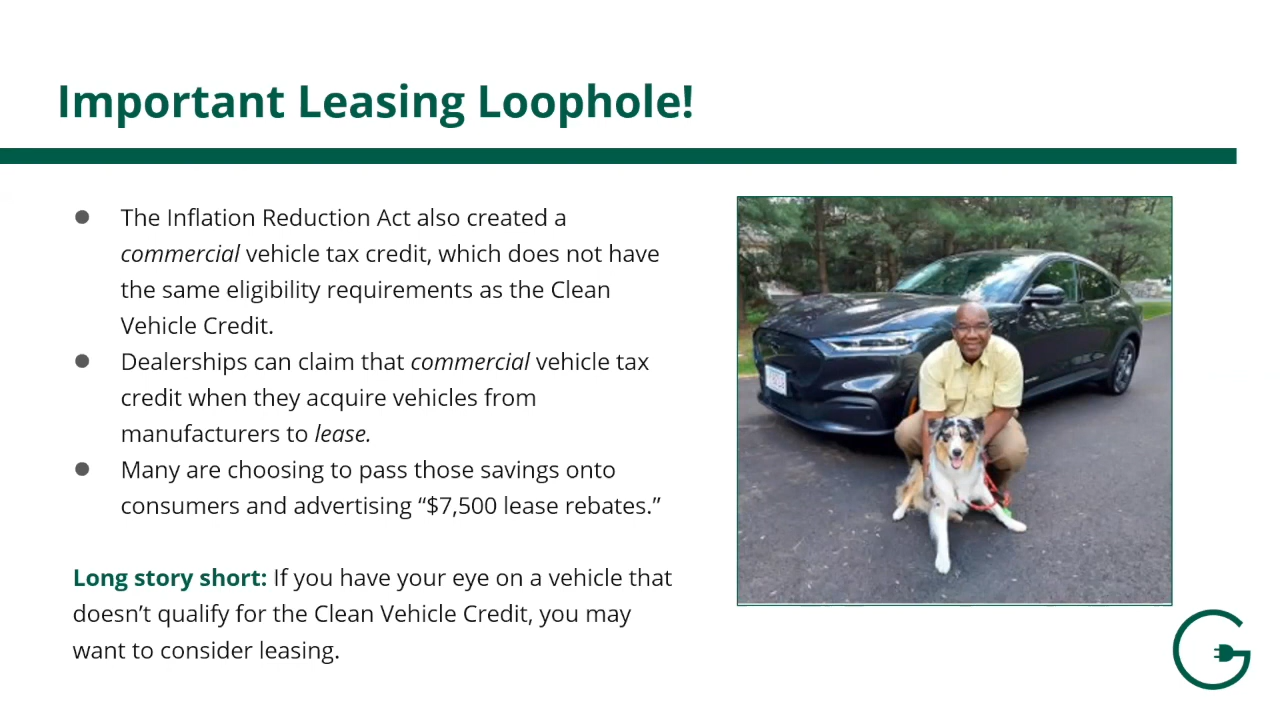 Important Leasing Loophole!
● The Inflation Reduction Act also created a
commercial vehicle tax credit, which does not have
the same eligibility requirements as the Clean
Vehicle Credit.
● Dealerships can claim that commercial vehicle tax
credit when they acquire vehicles from
manufacturers to lease.
● Many are choosing to pass those savings onto
consumers and advertising “$7,500 lease rebates.”
Long story short: If you have your eye on a vehicle that
doesn’t qualify for the Clean Vehicle Credit, you may
want to consider leasing.